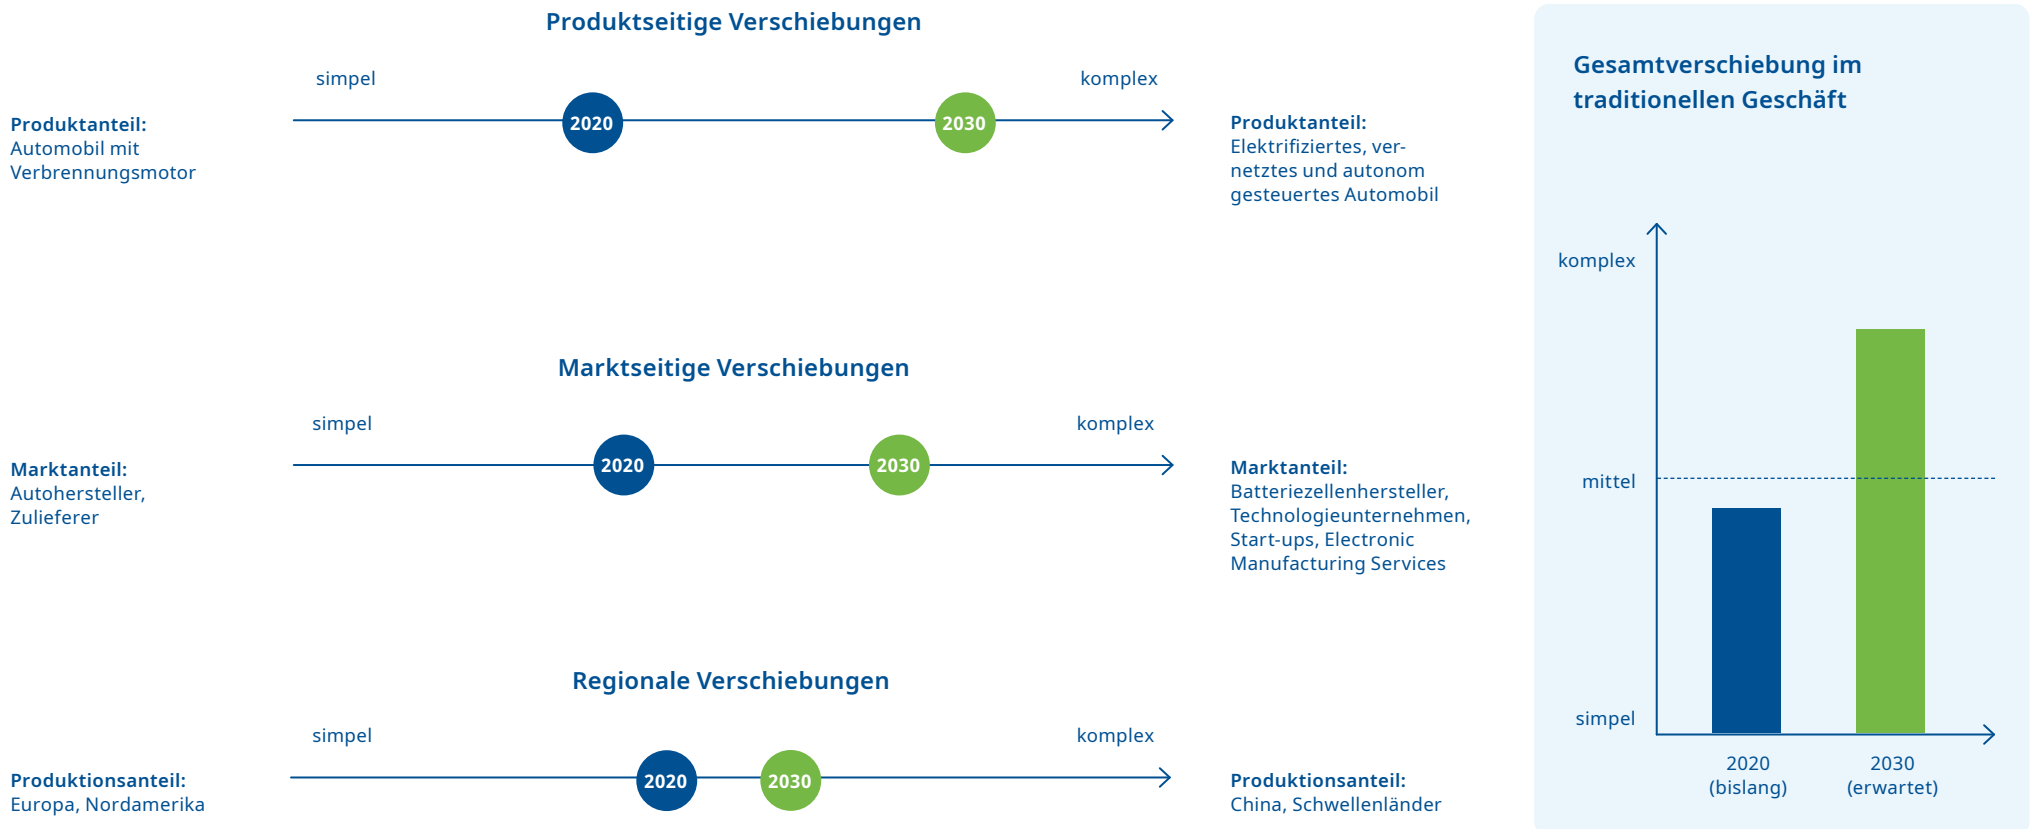 Produktseitige Verschiebungen
simpel
komplex
2020
2030
Produktanteil:
Automobil mit
Verbrennungsmotor
Produktanteil:
Elektrifiziertes, ver-
netztes und autonom
gesteuertes Automobil
Marktseitige Verschiebungen
simpel
komplex
2020
2030
Marktanteil:
Autohersteller,
Zulieferer
Marktanteil:
Batteriezellenhersteller,
Technologieunternehmen,
Start-ups, Electronic
Manufacturing Services
Regionale Verschiebungen
simpel
komplex
2020
2030
Produktionsanteil:
Europa, Nordamerika
Produktionsanteil:
China, Schwellenländer
Gesamtverschiebung im
traditionellen Geschäft
komplex
mittel
simpel
2020
(bislang)
2030
(erwartet)